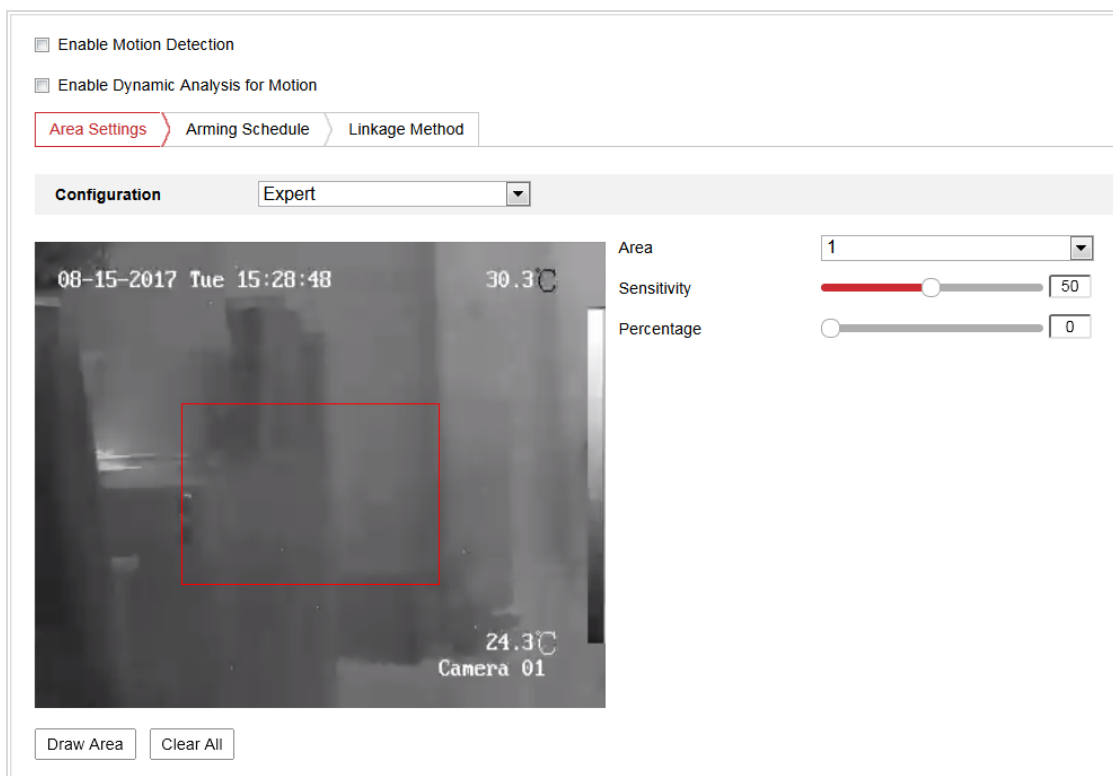 Enable Motion Detection
Enable Dynamic Analysis for Motion
Area Settings Arming Schedule Linkage Method
Configuration Expert
Area 1
08-15-2017 Tue 15:28:48 30.3℃
Sensitivity 50
Percentage 0
24.3℃
Camera 01
Draw Area Clear All